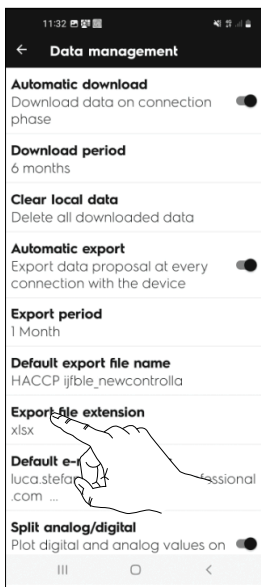 11:32
← Data management
Automatic download
Download data on connection
phase
Download period
6 months
Clear local data
Delete all downloaded data
Automatic export
Export data proposal at every
connection with the device
Export period
1 Month
Default export file name
HACCP ijfble_newcontrolla
Export file extension
xlsx
Default
.com ...
Split analog/digital
Plot digital and analog values on